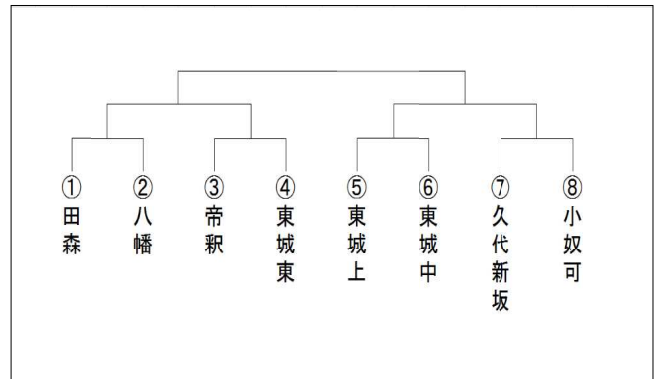 ①田森
②八幡
③帝釈
④東城東
⑤東城上
⑥東城中
⑦久代新坂
⑧小奴可